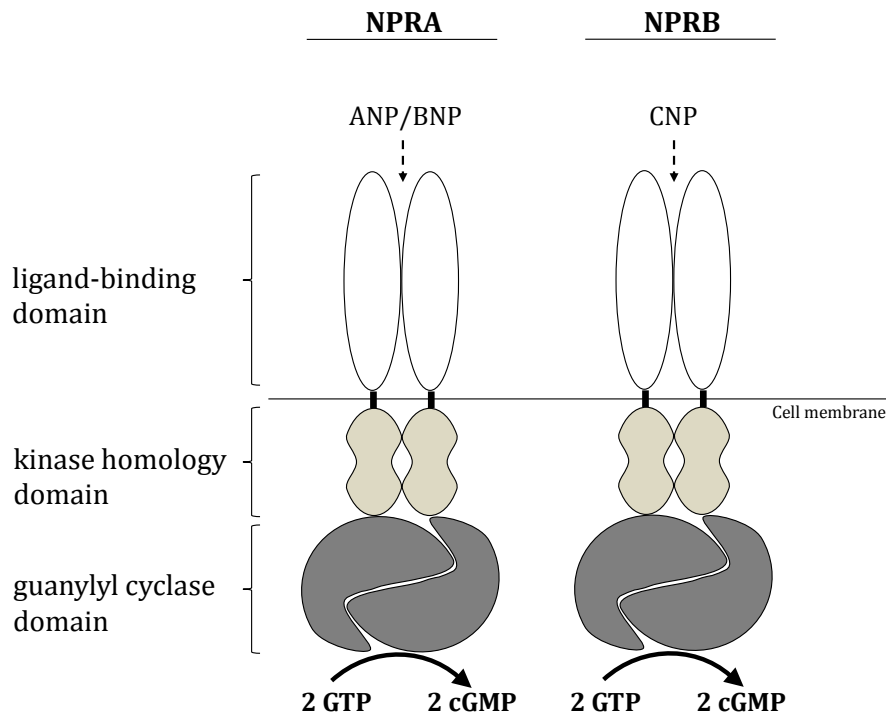 NPRA
NPRB
ANP/BNP
CNP
ligand-binding
domain
Cell membrane
kinase homology
domain
guanylyl cyclase
domain
2 GTP
2 cGMP
2 GTP
2 cGMP